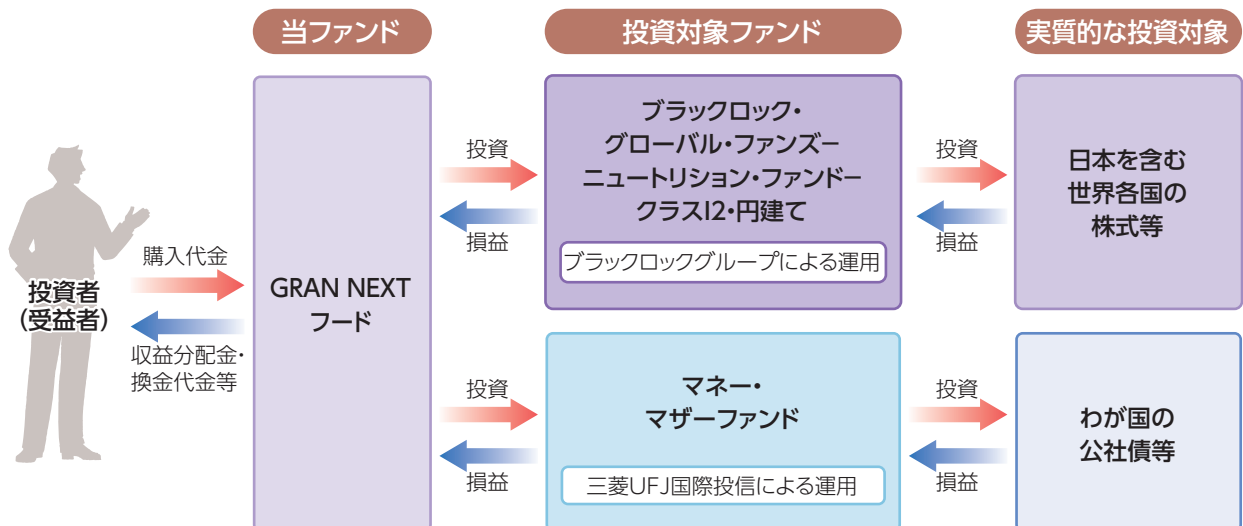 当ファンド
投資対象ファンド
実質的な投資対象
投資者
(受益者)
購入代金
収益分配金・
換金代金等
GRAN NEXT
フード
投資
損益
ブラックロック・
グローバル・ファンズ－
ニュートリション・ファンド－
クラスI2・円建て
ブラックロックグループによる運用
投資
損益
日本を含む
世界各国の
株式等
投資
損益
マネー・
マザーファンド
三菱UFJ国際投信による運用
投資
損益
わが国の
公社債等